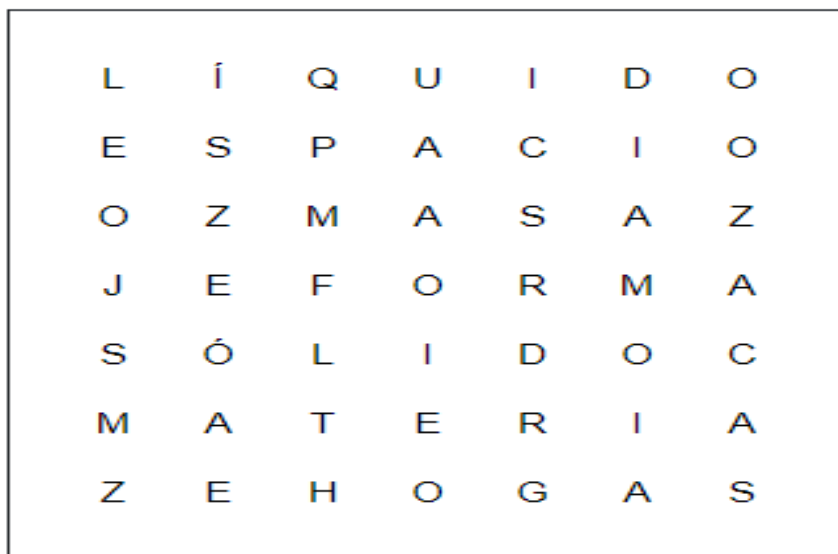 L Í Q U I D O
E S P A C I O
O Z M A S A Z
J E F O R M A
S Ó L I D O C
M A T E R I A
Z E H O G A S